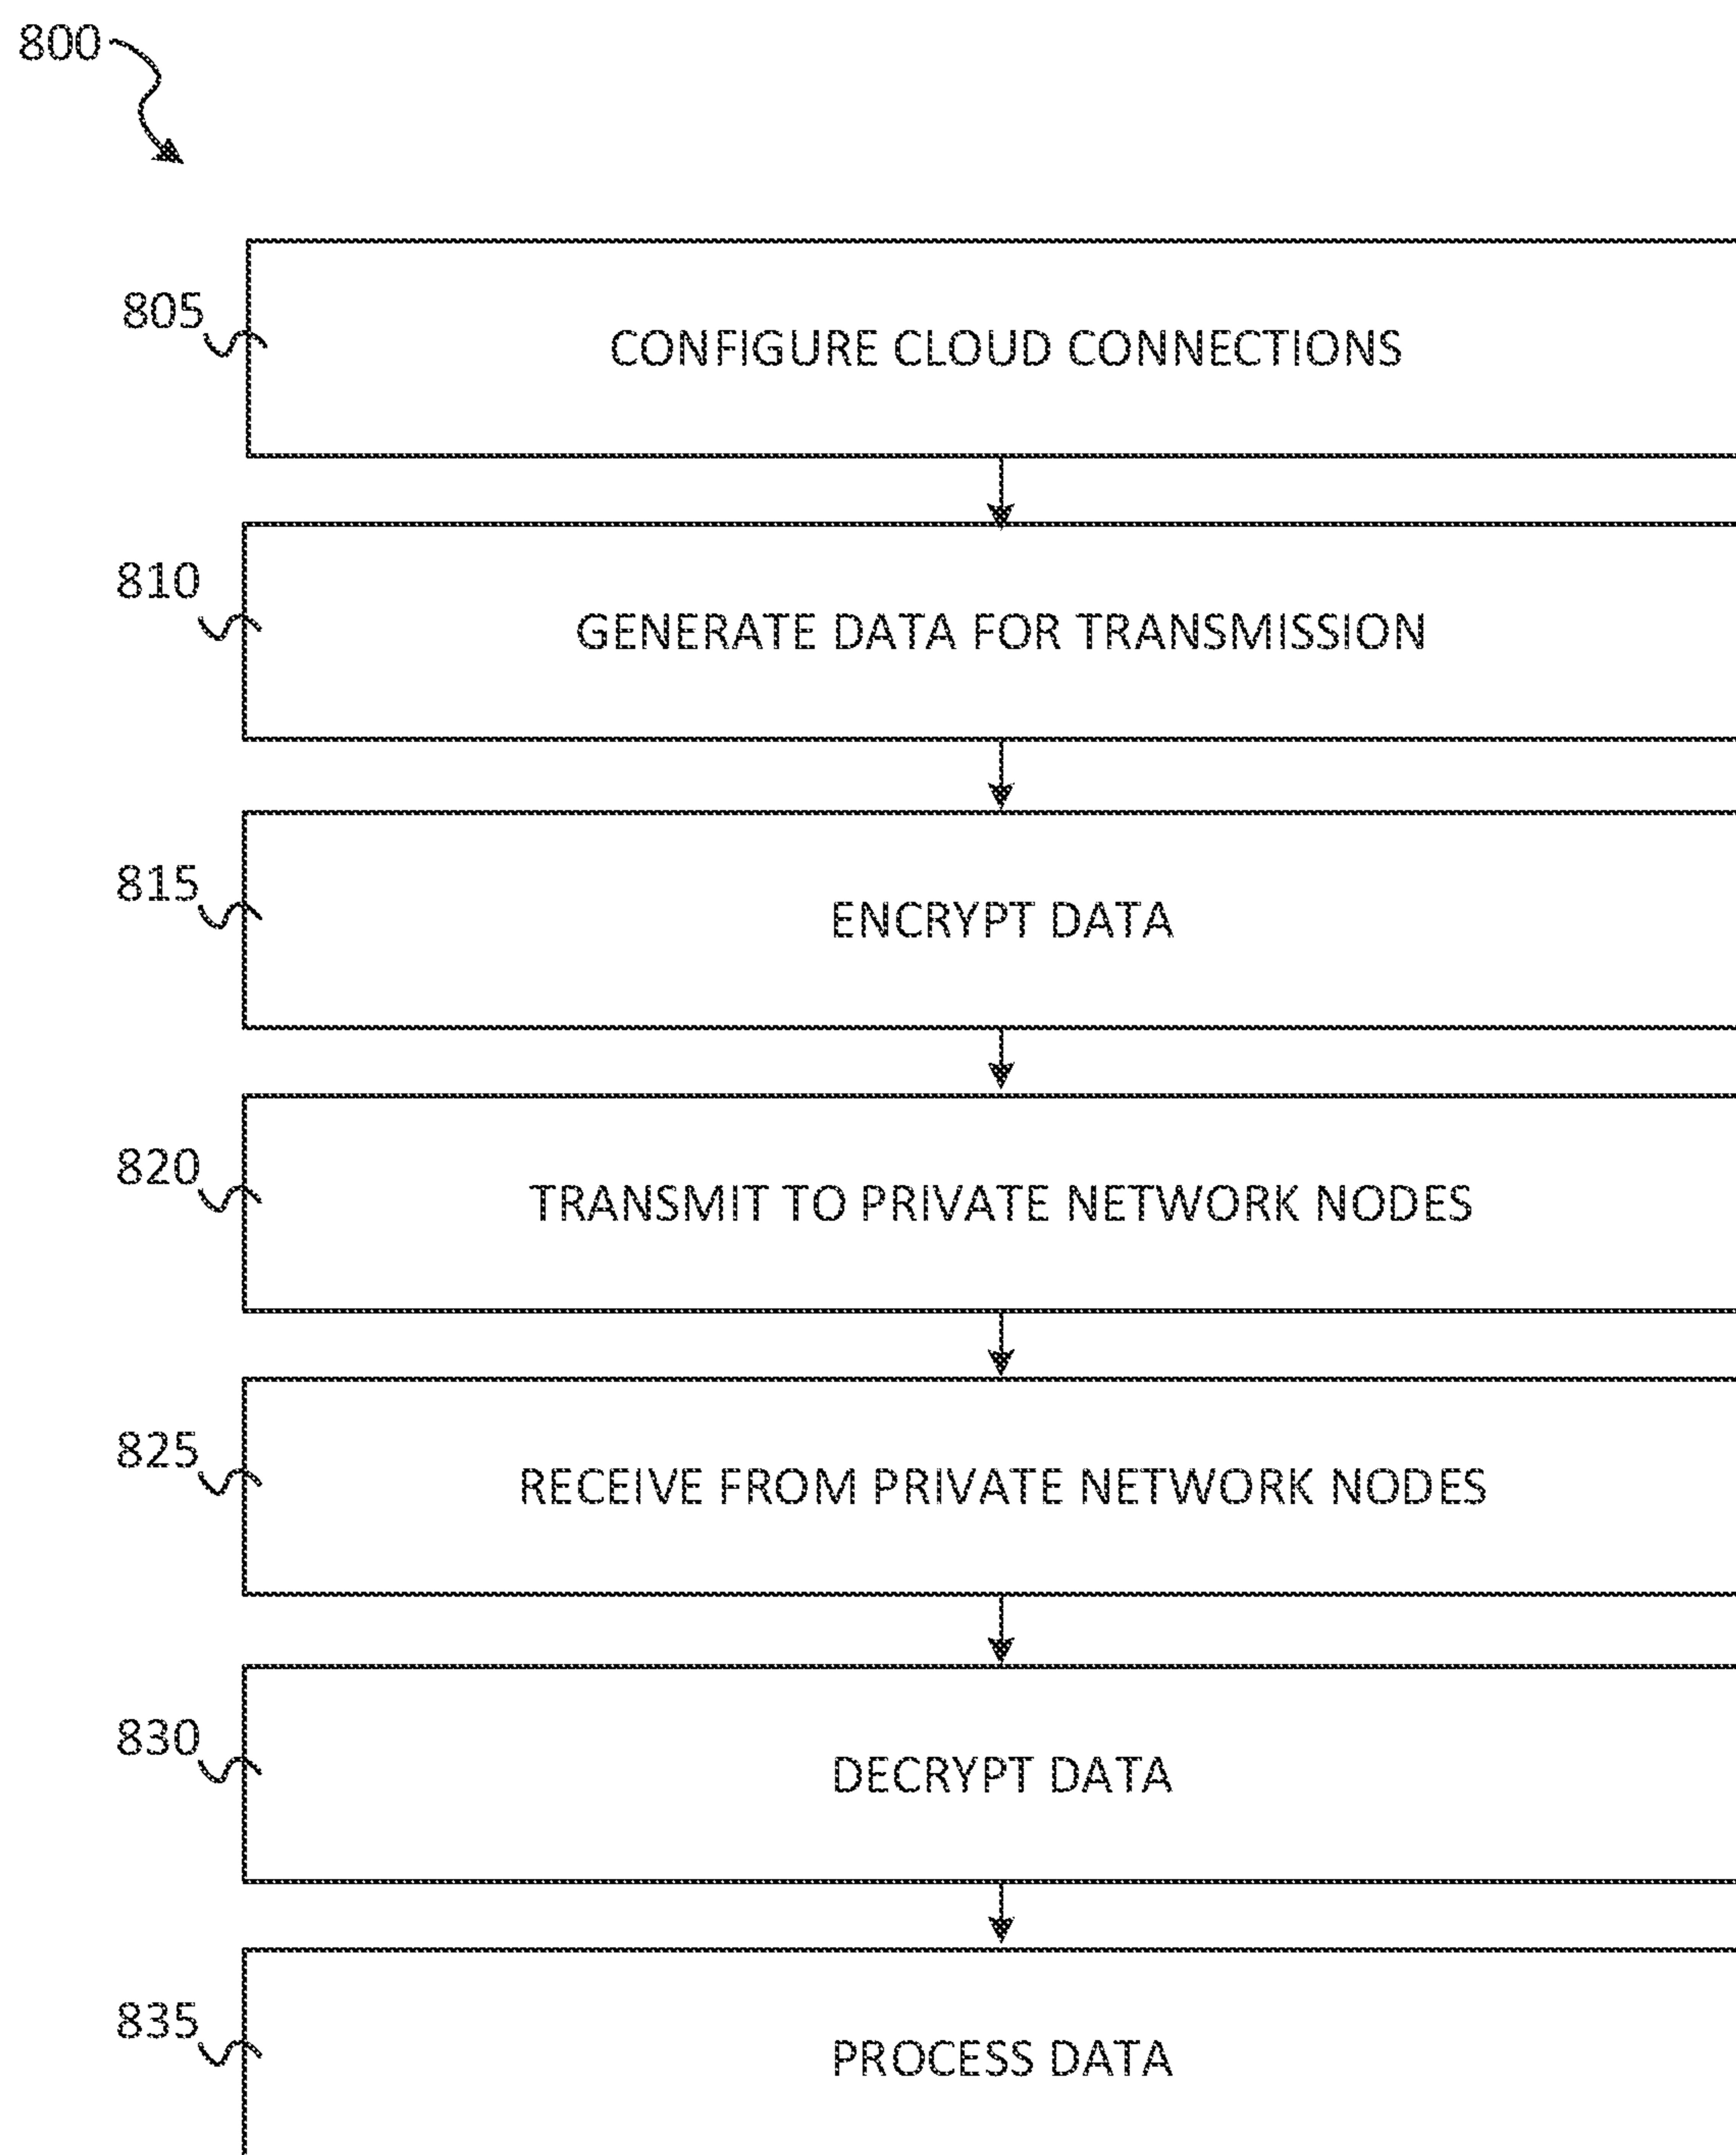 800
805
CONFIGURE CLOUD CONNECTIONS
810
GENERATE DATA FOR TRANSMISSION
815
ENCRYPT DATA
820
TRANSMIT TO PRIVATE NETWORK NODES
825
RECEIVE FROM PRIVATE NETWORK NODES
830
DECRYPT DATA
835
PROCESS DATA